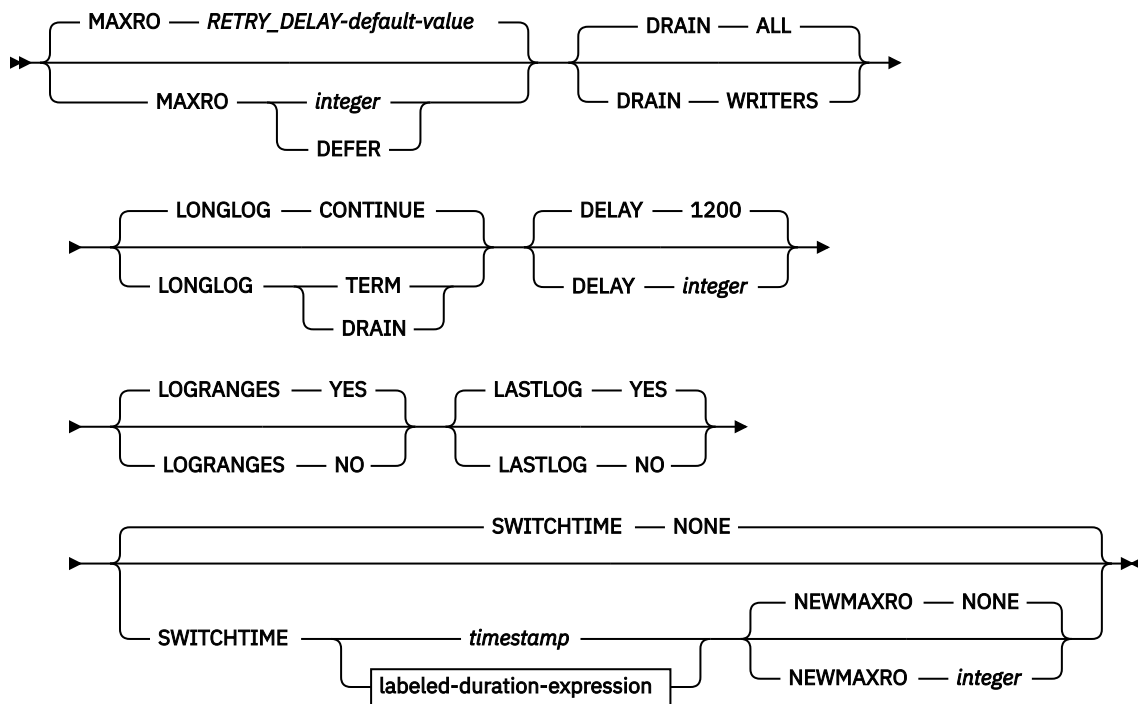 MAXRO RETRY_DELAY-default-value DRAIN ALL
MAXRO integer DRAIN WRITERS
DEFER
LONGLOG CONTINUE DELAY 1200
LONGLOG TERM DELAY integer
DRAIN
LOGRANGES YES LASTLOG YES
LOGRANGES NO LASTLOG NO
SWITCHTIME NONE
NEWMAXRO NONE
SWITCHTIME timestamp
NEWMAXRO integer
labeled-duration-expression